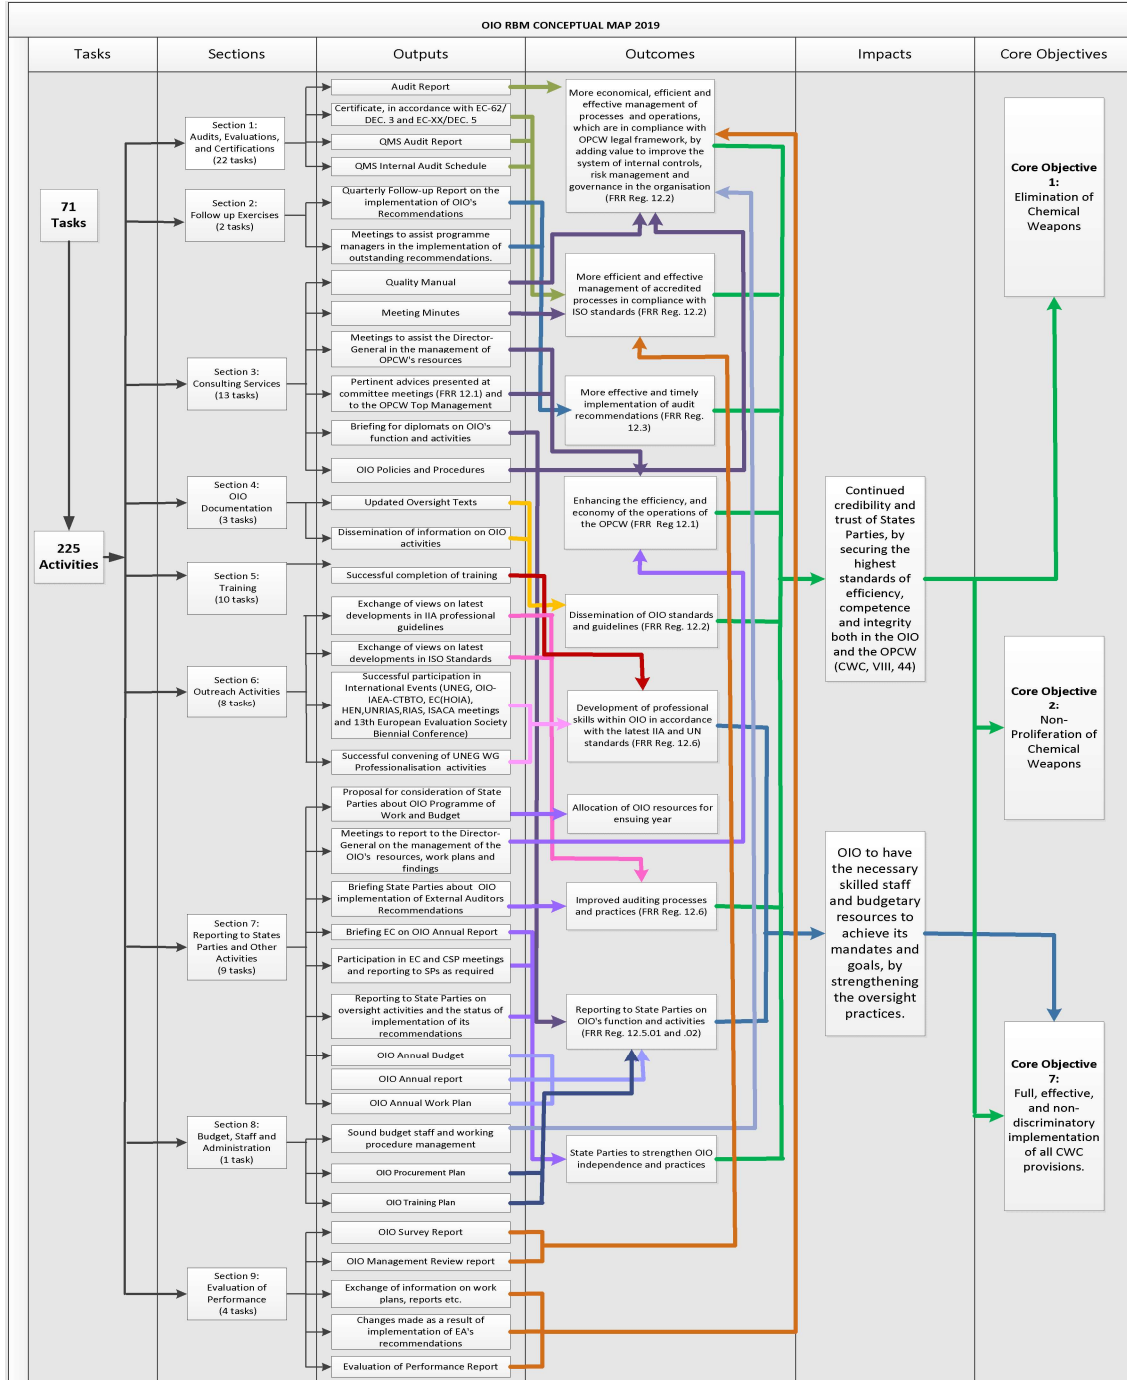 OIO RBM CONCEPTUAL MAP 2019
Tasks
Sections
Outputs
Outcomes
Impacts
Core Objectives
71
Tasks
225
Activities
Section 1:
Audits, Evaluations,
and Certifications
(22 tasks)
Section 2:
Follow up Exercises
(2 tasks)
Section 3:
Consulting Services
(13 tasks)
Section 4:
OIO
Documentation
(3 tasks)
Section 5:
Training
(10 tasks)
Section 6:
Outreach Activities
(8 tasks)
Section 7:
Reporting to States
Parties and Other
Activities
(9 tasks)
Section 8:
Budget, Staff and
Administration
(1 task)
Section 9:
Evaluation of
Performance
(4 tasks)
Audit Report
Certificate, in accordance with EC-62/
DEC. 3 and EC-XX/DEC. 5
QMS Audit Report
QMS Internal Audit Schedule
Quarterly Follow-up Report on the
implementation of OIO's
Recommendations
Meetings to assist programme
managers in the implementation of
outstanding recommendations.
Quality Manual
Meeting Minutes
Meetings to assist the Director-
General in the management of
OPCW's resources
Pertinent advices presented at
committee meetings (FRR 12.1) and
to the OPCW Top Management
Briefing for diplomats on OIO's
function and activities
OIO Policies and Procedures
Updated Oversight Texts
Dissemination of information on OIO
activities
Successful completion of training
Exchange of views on latest
developments in IIA professional
guidelines
Exchange of views on latest
developments in ISO Standards
Successful participation in
International Events (UNEG, OIO-
IAEA-CTBTO, EC(HOIA),
HEN,UNRIAS,RIAS, ISACA meetings
and 13th European Evaluation Society
Biennial Conference)
Successful convening of UNEG WG
Professionalisation activities
Proposal for consideration of State
Parties about OIO Programme of
Work and Budget
Meetings to report to the Director-
General on the management of the
OIO's resources, work plans and
findings
Briefing State Parties about OIO
implementation of External Auditors
Recommendations
Briefing EC on OIO Annual Report
Participation in EC and CSP meetings
and reporting to SPs as required
Reporting to State Parties on
oversight activities and the status of
implementation of its
recommendations
OIO Annual Budget
OIO Annual report
OIO Annual Work Plan
Sound budget staff and working
procedure management
OIO Procurement Plan
OIO Training Plan
OIO Survey Report
OIO Management Review report
Exchange of information on work
plans, reports etc.
Changes made as a result of
implementation of EA's
recommendations
Evaluation of Performance Report
More economical, efficient and
effective management of
processes and operations,
which are in compliance with
OPCW legal framework, by
adding value to improve the
system of internal controls,
risk management and
governance in the organisation
(FRR Reg. 12.2)
More efficient and effective
management of accredited
processes in compliance with
ISO standards (FRR Reg. 12.2)
More effective and timely
implementation of audit
recommendations (FRR Reg.
12.3)
Enhancing the efficiency, and
economy of the operations of
the OPCW (FRR Reg 12.1)
Dissemination of OIO standards
and guidelines (FRR Reg. 12.2)
Development of professional
skills within OIO in accordance
with the latest IIA and UN
standards (FRR Reg. 12.6)
Allocation of OIO resources for
ensuing year
Improved auditing processes
and practices (FRR Reg. 12.6)
Reporting to State Parties on
OIO's function and activities
(FRR Reg. 12.5.01 and .02)
State Parties to strengthen OIO
independence and practices
Continued
credibility and
trust of States
Parties, by
securing the
highest
standards of
efficiency,
competence
and integrity
both in the OIO
and the OPCW
(CWC, VIII, 44)
OIO to have
the necessary
skilled staff
and budgetary
resources to
achieve its
mandates and
goals, by
strengthening
the oversight
practices.
Core Objective
1:
Elimination of
Chemical
Weapons
Core Objective
2:
Non-
Proliferation of
Chemical
Weapons
Core Objective
7:
Full, effective,
and non-
discriminatory
implementation
of all CWC
provisions.